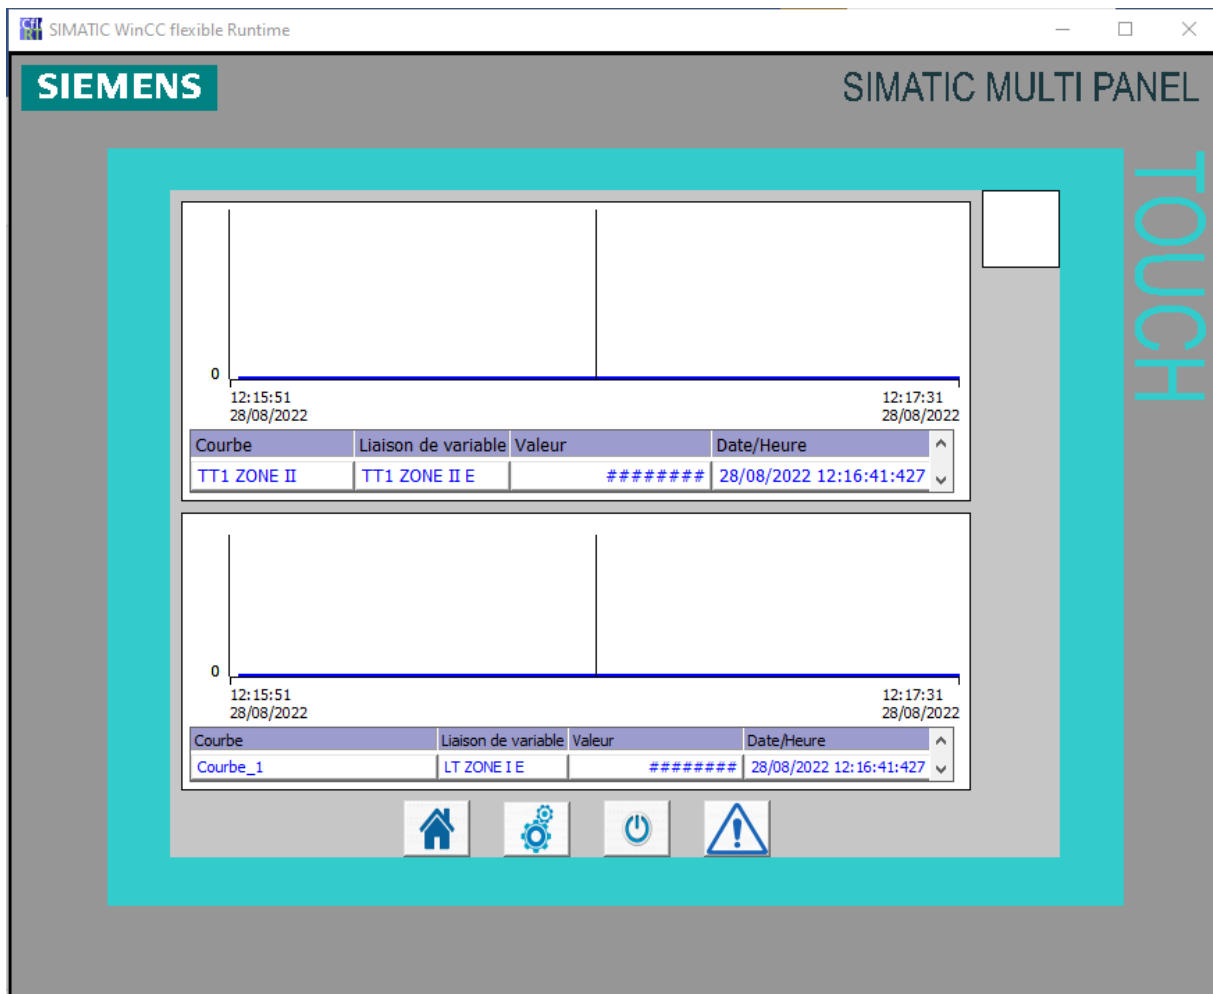 SIMATIC WinCC flexible Runtime
SIEMENS
SIMATIC MULTI PANEL
TOUCH
0
12:15:51 12:17:31
28/08/2022 28/08/2022
Courbe Liaison de variable Valeur Date/Heure
TT1 ZONE II TT1 ZONE II E ######## 28/08/2022 12:16:41:427
0
12:15:51 12:17:31
28/08/2022 28/08/2022
Courbe Liaison de variable Valeur Date/Heure
Courbe_1 LT ZONE I E ######## 28/08/2022 12:16:41:427